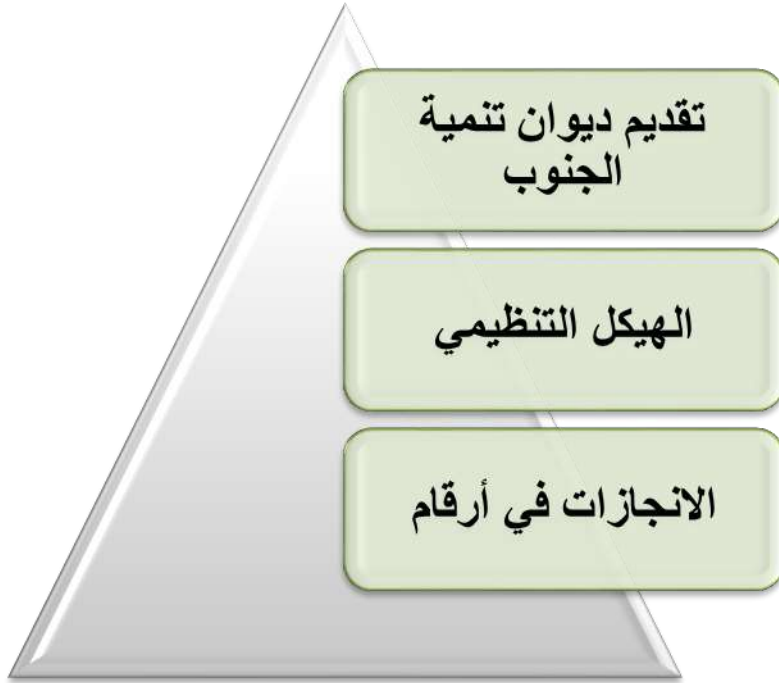 تقديم ديوان تنمية
الجنوب
الهيكل التنظيمي
الانجازات في أرقام